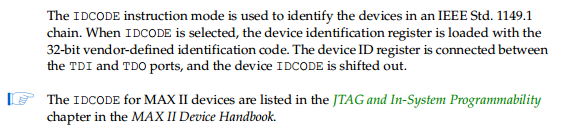 The IDCODE instruction mode is used to identify the devices in an IEEE Std. 1149.1
chain. When IDCODE is selected, the device identification register is loaded with the
32-bit vendor-defined identification code. The device ID register is connected between
the TDI and TDO ports, and the device IDCODE is shifted out.
The IDCODE for MAX II devices are listed in the JTAG and In-System Programmability
chapter in the MAX II Device Handbook.